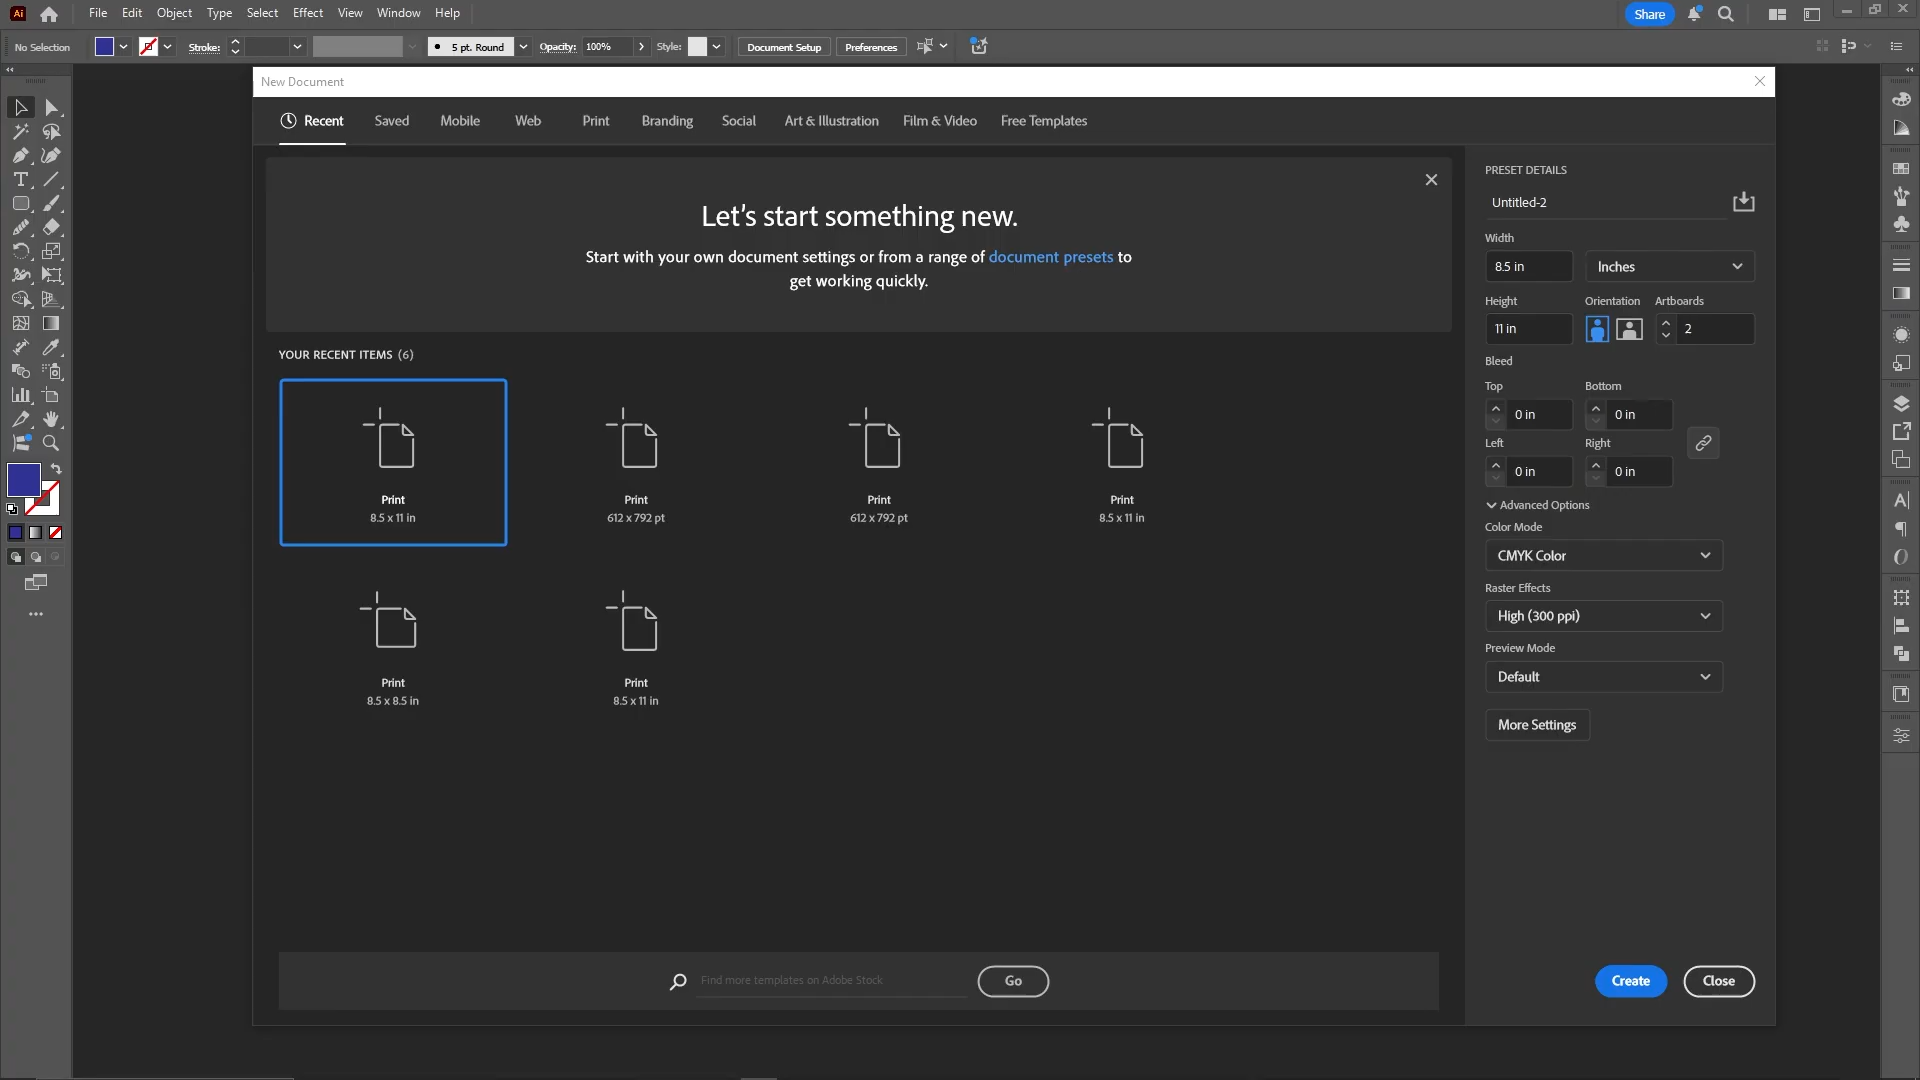 Ai
File Edit Object Type Select Effect View Window Help
Share
No Selection
Stroke:
5 pt. Round
Opacity: 100%
Style:
Document Setup
Preferences
New Document
Recent Saved Mobile Web Print Branding Social Art & Illustration Film & Video Free Templates
Let's start something new.
Start with your own document settings or from a range of document presets to
get working quickly.
YOUR RECENT ITEMS (6)
Print
8.5 x 11 in
Print
612 x 792 pt
Print
612 x 792 pt
Print
8.5 x 11 in
Print
8.5 x 8.5 in
Print
8.5 x 11 in
Find more templates on Adobe Stock
Go
PRESET DETAILS
Untitled-2
Width
8.5 in Inches
Height Orientation Artboards
11 in 2
Bleed
Top Bottom
0 in 0 in
Left Right
0 in 0 in
Advanced Options
Color Mode
CMYK Color
Raster Effects
High (300 ppi)
Preview Mode
Default
More Settings
Create Close